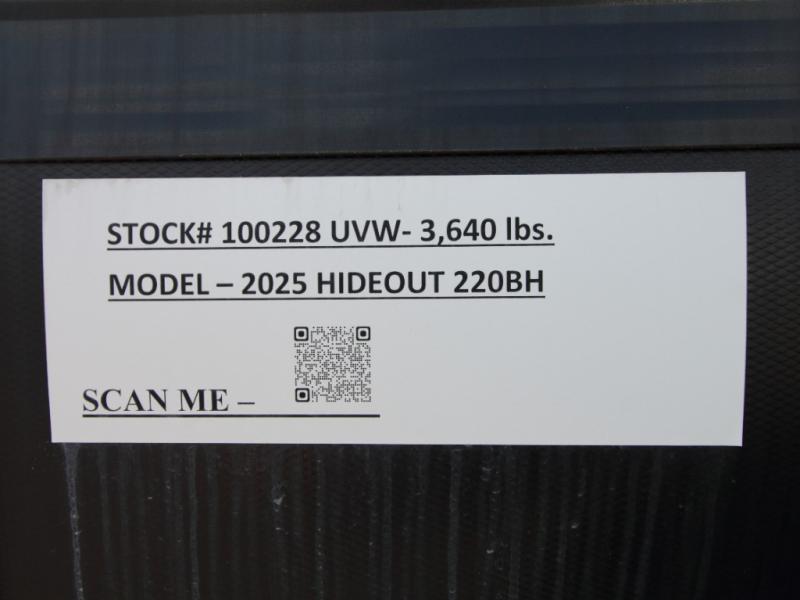 STOCK# 100228 UVW- 3,640 lbs.
MODEL – 2025 HIDEOUT 220BH
SCAN ME –